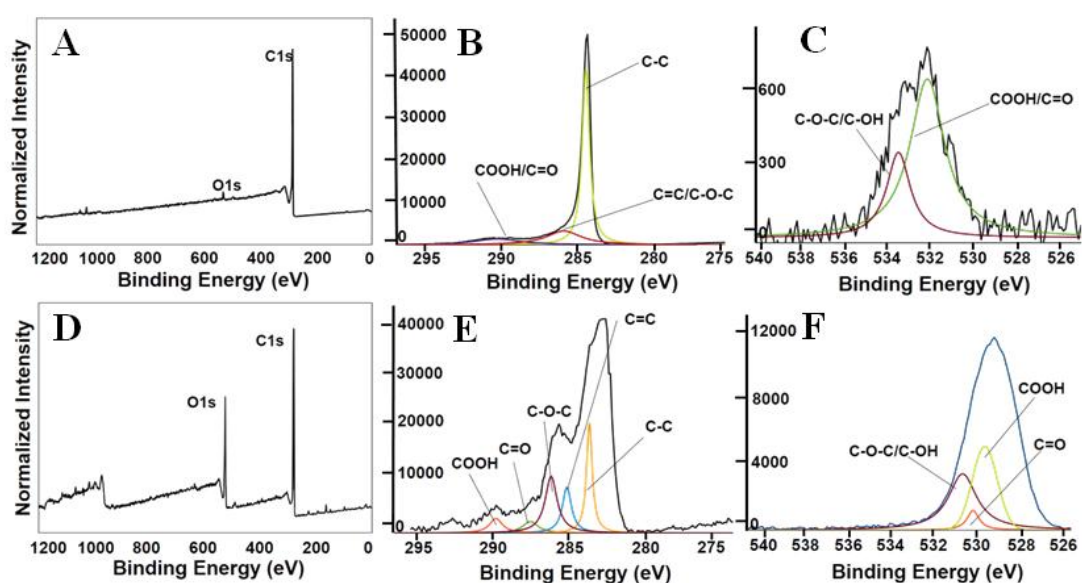 A
Normalized Intensity
C1s
O1s
1200 1000 800 600 400 200 0
Binding Energy (eV)
B
50000
40000
30000
20000
10000
0
C-C
COOH/C=O
C=C/C-O-C
295 290 285 280 275
Binding Energy (eV)
C
600
300
0
C-O-C/C-OH
COOH/C=O
540 538 536 534 532 530 528 526
Binding Energy (eV)
D
Normalized Intensity
C1s
O1s
1200 1000 800 600 400 200 0
Binding Energy (eV)
E
40000
30000
20000
10000
0
C=C
C-O-C
C=O
COOH
C-C
295 290 285 280 275
Binding Energy (eV)
F
12000
8000
4000
0
COOH
C-O-C/C-OH
C=O
540 538 536 534 532 530 528 526
Binding Energy (eV)